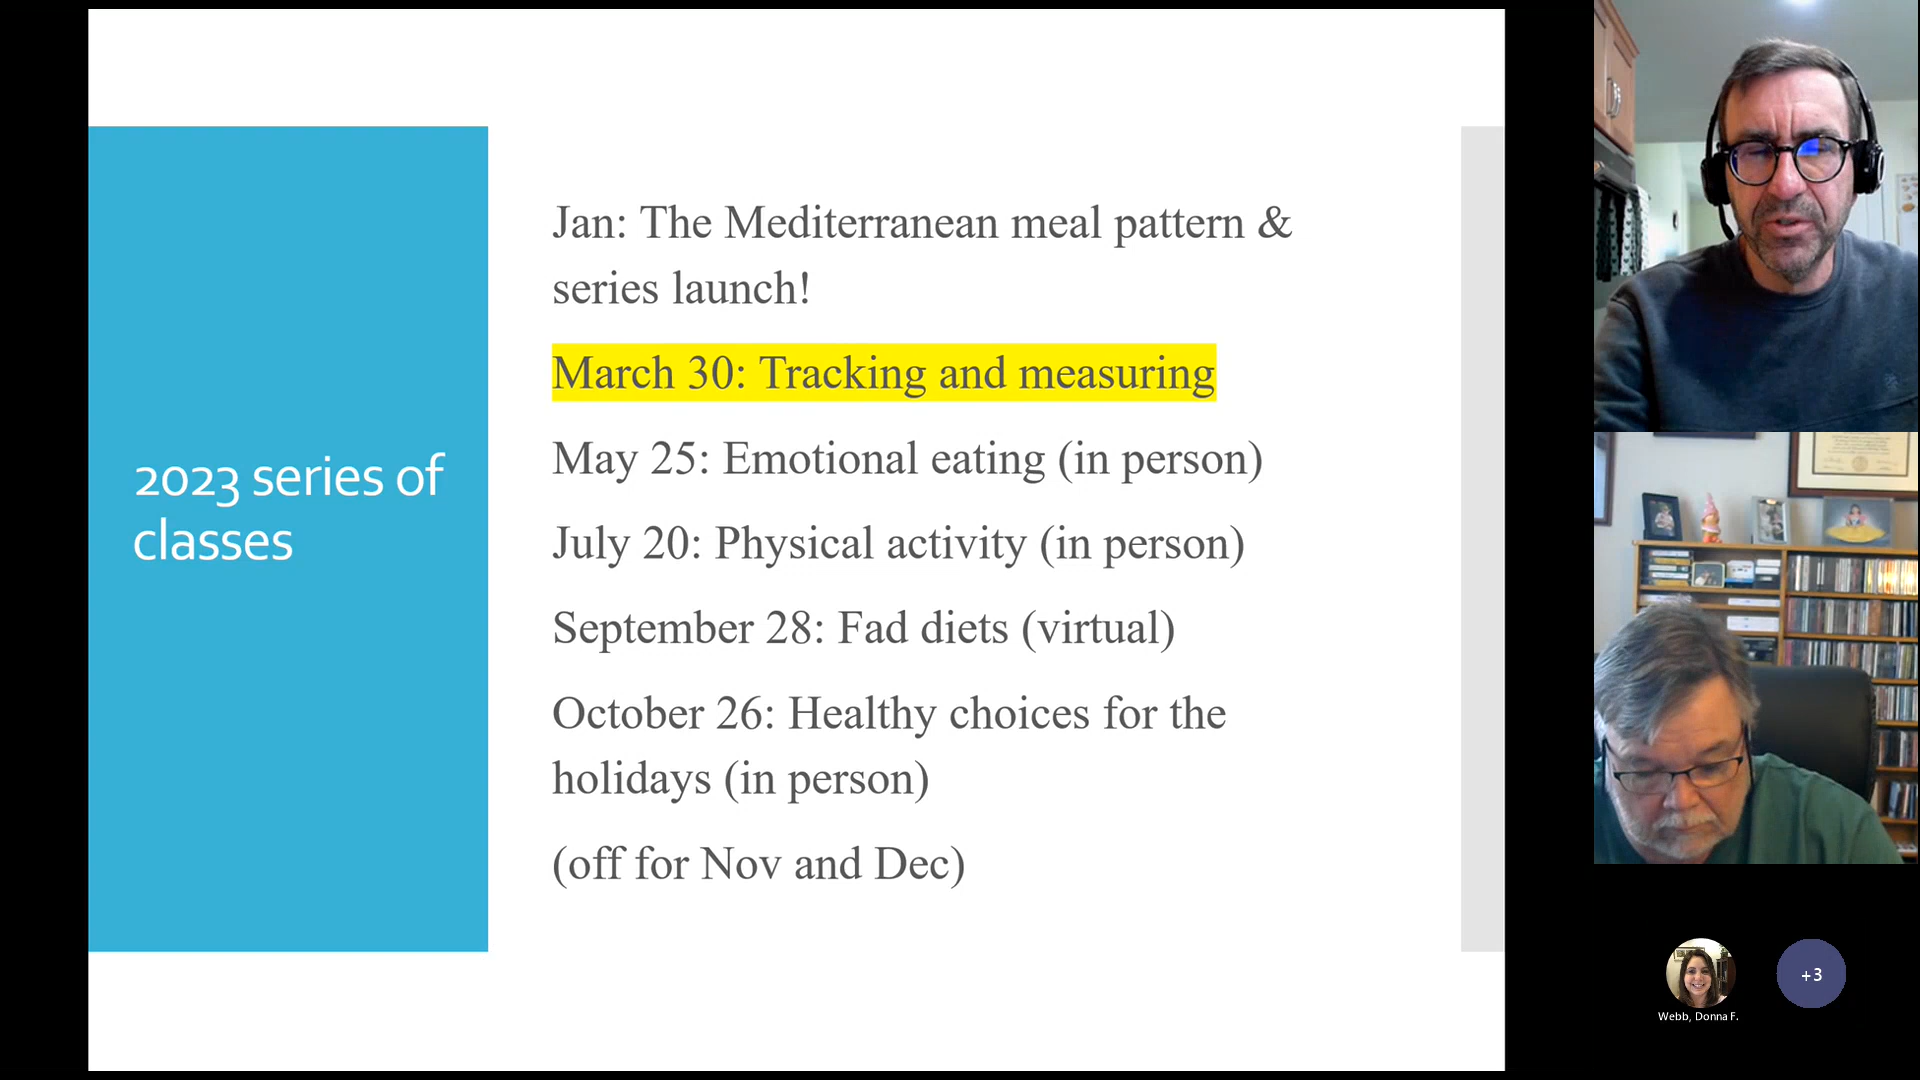 2023 series of
classes
Jan: The Mediterranean meal pattern &
series launch!
March 30: Tracking and measuring
May 25: Emotional eating (in person)
July 20: Physical activity (in person)
September 28: Fad diets (virtual)
October 26: Healthy choices for the
holidays (in person)
(off for Nov and Dec)
Webb, Donna F.
+3